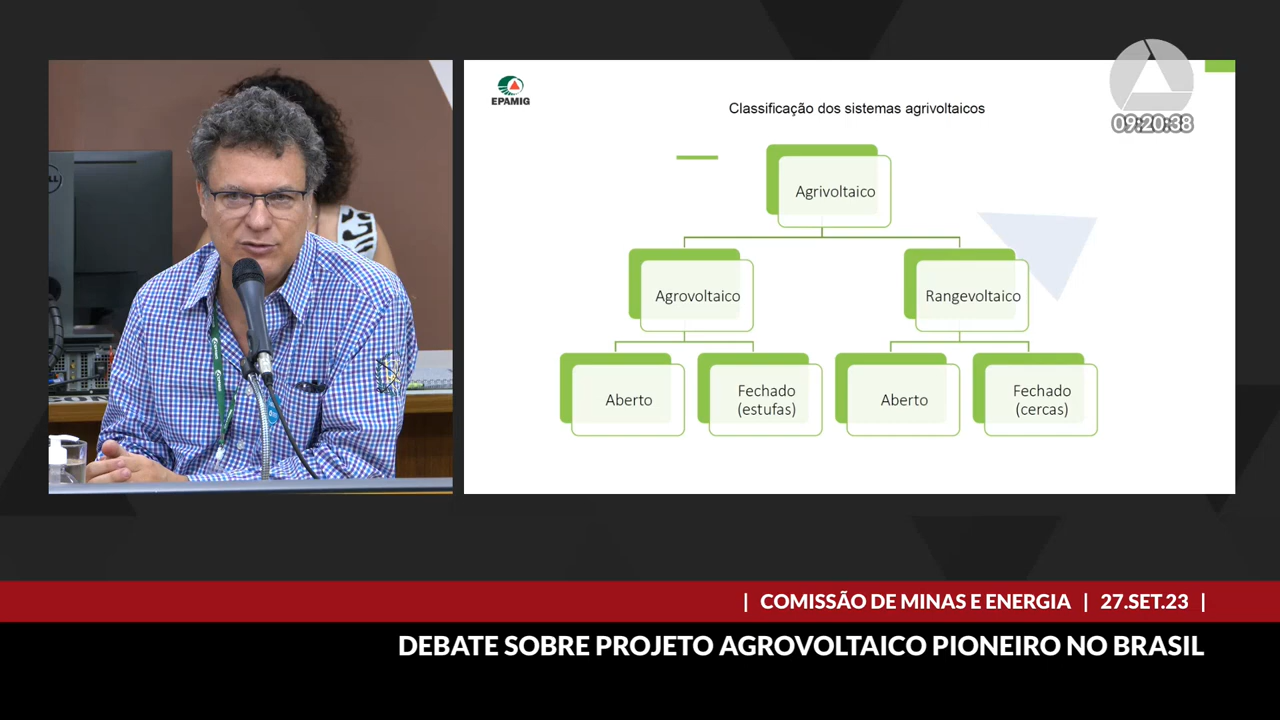 EPAMIG
Classificação dos sistemas agrivoltaicos
09:20:38
Agrivoltaico
Agrovoltaico
Rangevoltaico
Aberto
Fechado
(estufas)
Aberto
Fechado
(cercas)
DELL
| COMISSÃO DE MINAS E ENERGIA | 27.SET.23 |
DEBATE SOBRE PROJETO AGROVOLTAICO PIONEIRO NO BRASIL